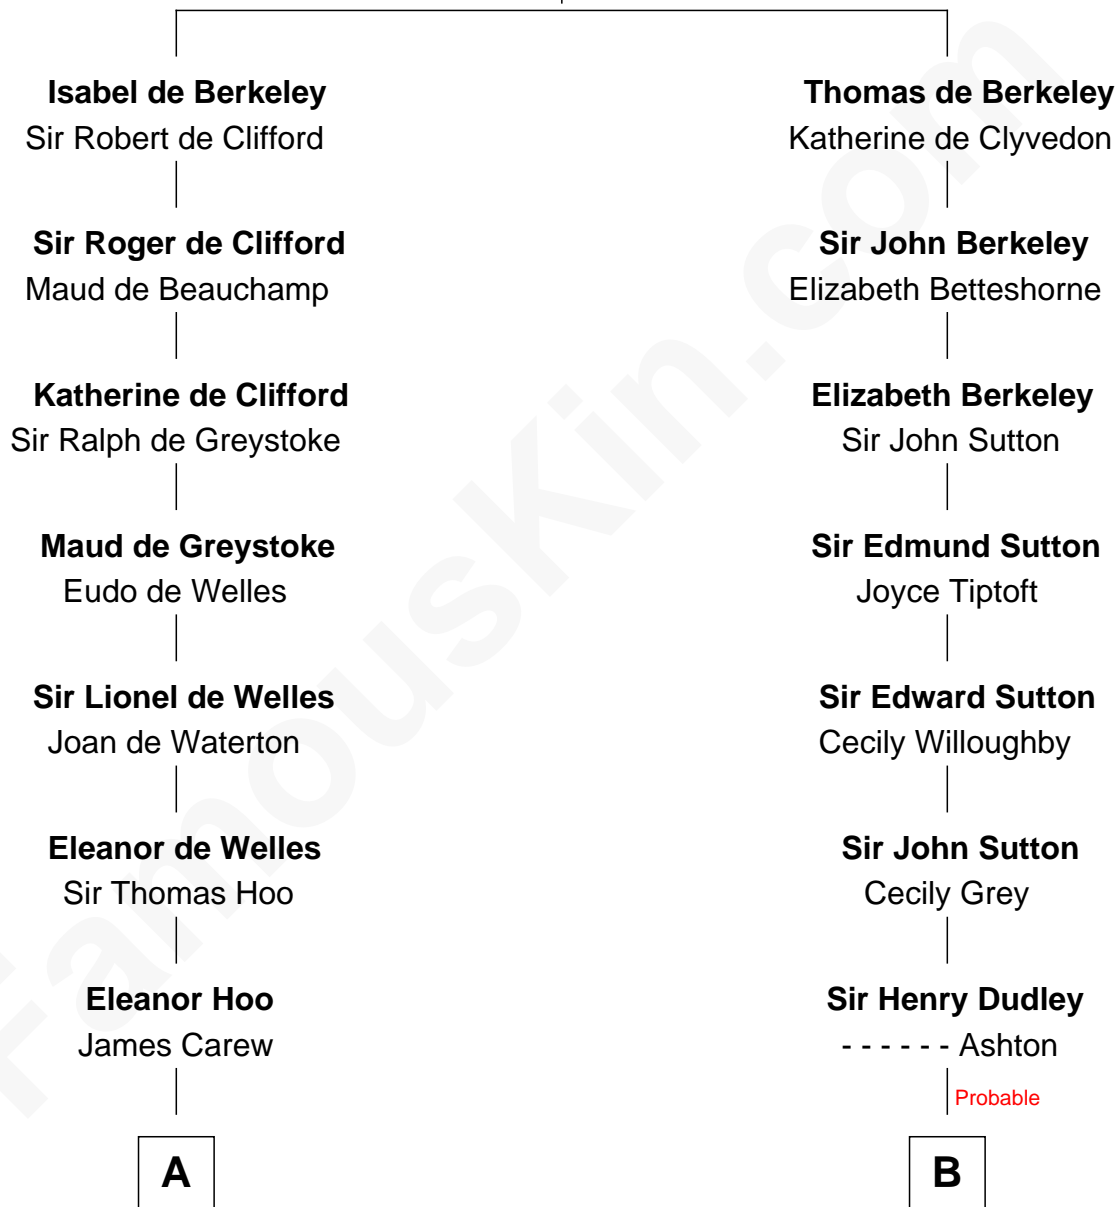 Isabel de Berkeley
Sir Robert de Clifford
Sir Roger de Clifford
Maud de Beauchamp
Katherine de Clifford
Sir Ralph de Greystoke
Maud de Greystoke
Eudo de Welles
Sir Lionel de Welles
Joan de Waterton
Eleanor de Welles
Sir Thomas Hoo
Eleanor Hoo
James Carew
A
Thomas de Berkeley
Katherine de Clyvedon
Sir John Berkeley
Elizabeth Betteshorne
Elizabeth Berkeley
Sir John Sutton
Sir Edmund Sutton
Joyce Tiptoft
Sir Edward Sutton
Cecily Willoughby
Sir John Sutton
Cecily Grey
Sir Henry Dudley
- - - - - - Ashton
Probable
B
FamousKin.com